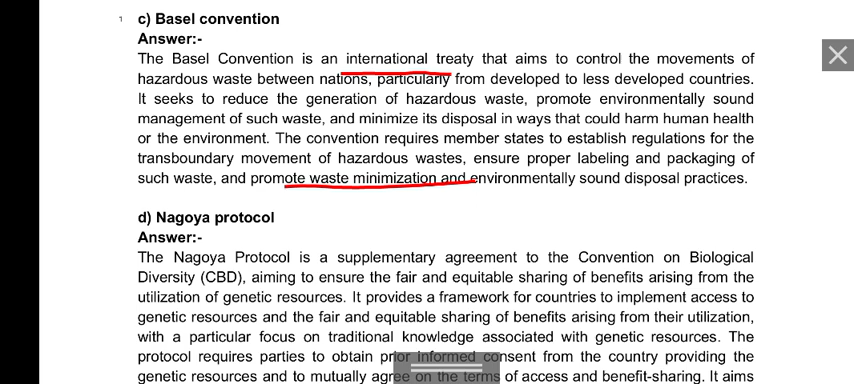 c) Basel convention
Answer:-
The Basel Convention is an international treaty that aims to control the movements of
hazardous waste between nations, particularly from developed to less developed countries.
It seeks to reduce the generation of hazardous waste, promote environmentally sound
management of such waste, and minimize its disposal in ways that could harm human health
or the environment. The convention requires member states to establish regulations for the
transboundary movement of hazardous wastes, ensure proper labeling and packaging of
such waste, and promote waste minimization and environmentally sound disposal practices.
d) Nagoya protocol
Answer:-
The Nagoya Protocol is a supplementary agreement to the Convention on Biological
Diversity (CBD), aiming to ensure the fair and equitable sharing of benefits arising from the
utilization of genetic resources. It provides a framework for countries to implement access to
genetic resources and the fair and equitable sharing of benefits arising from their utilization,
with a particular focus on traditional knowledge associated with genetic resources. The
protocol requires parties to obtain prior informed consent from the country providing the
genetic resources and to mutually agree on the terms of access and benefit-sharing. It aims